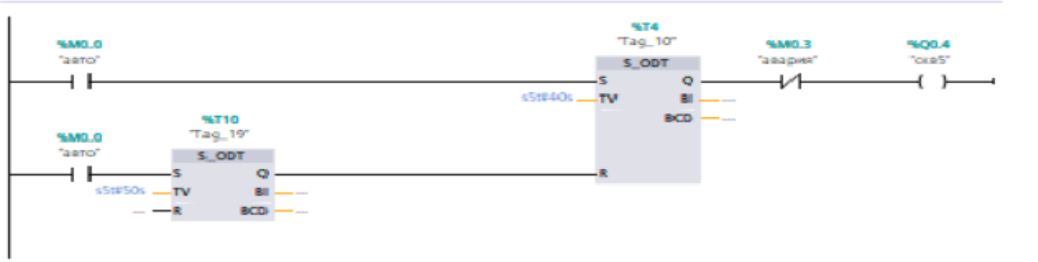 %T4
"Tag_10"
%M0.0
"авто"
%M0.3
"авария"
%Q0.4
"скв5"
S_ODT
S Q
s5t#40s TV BI ...
BCD ...
R
%T10
"Tag_19"
%M0.0
"авто"
S_ODT
S Q
s5t#50s TV BI ...
... R BCD ...